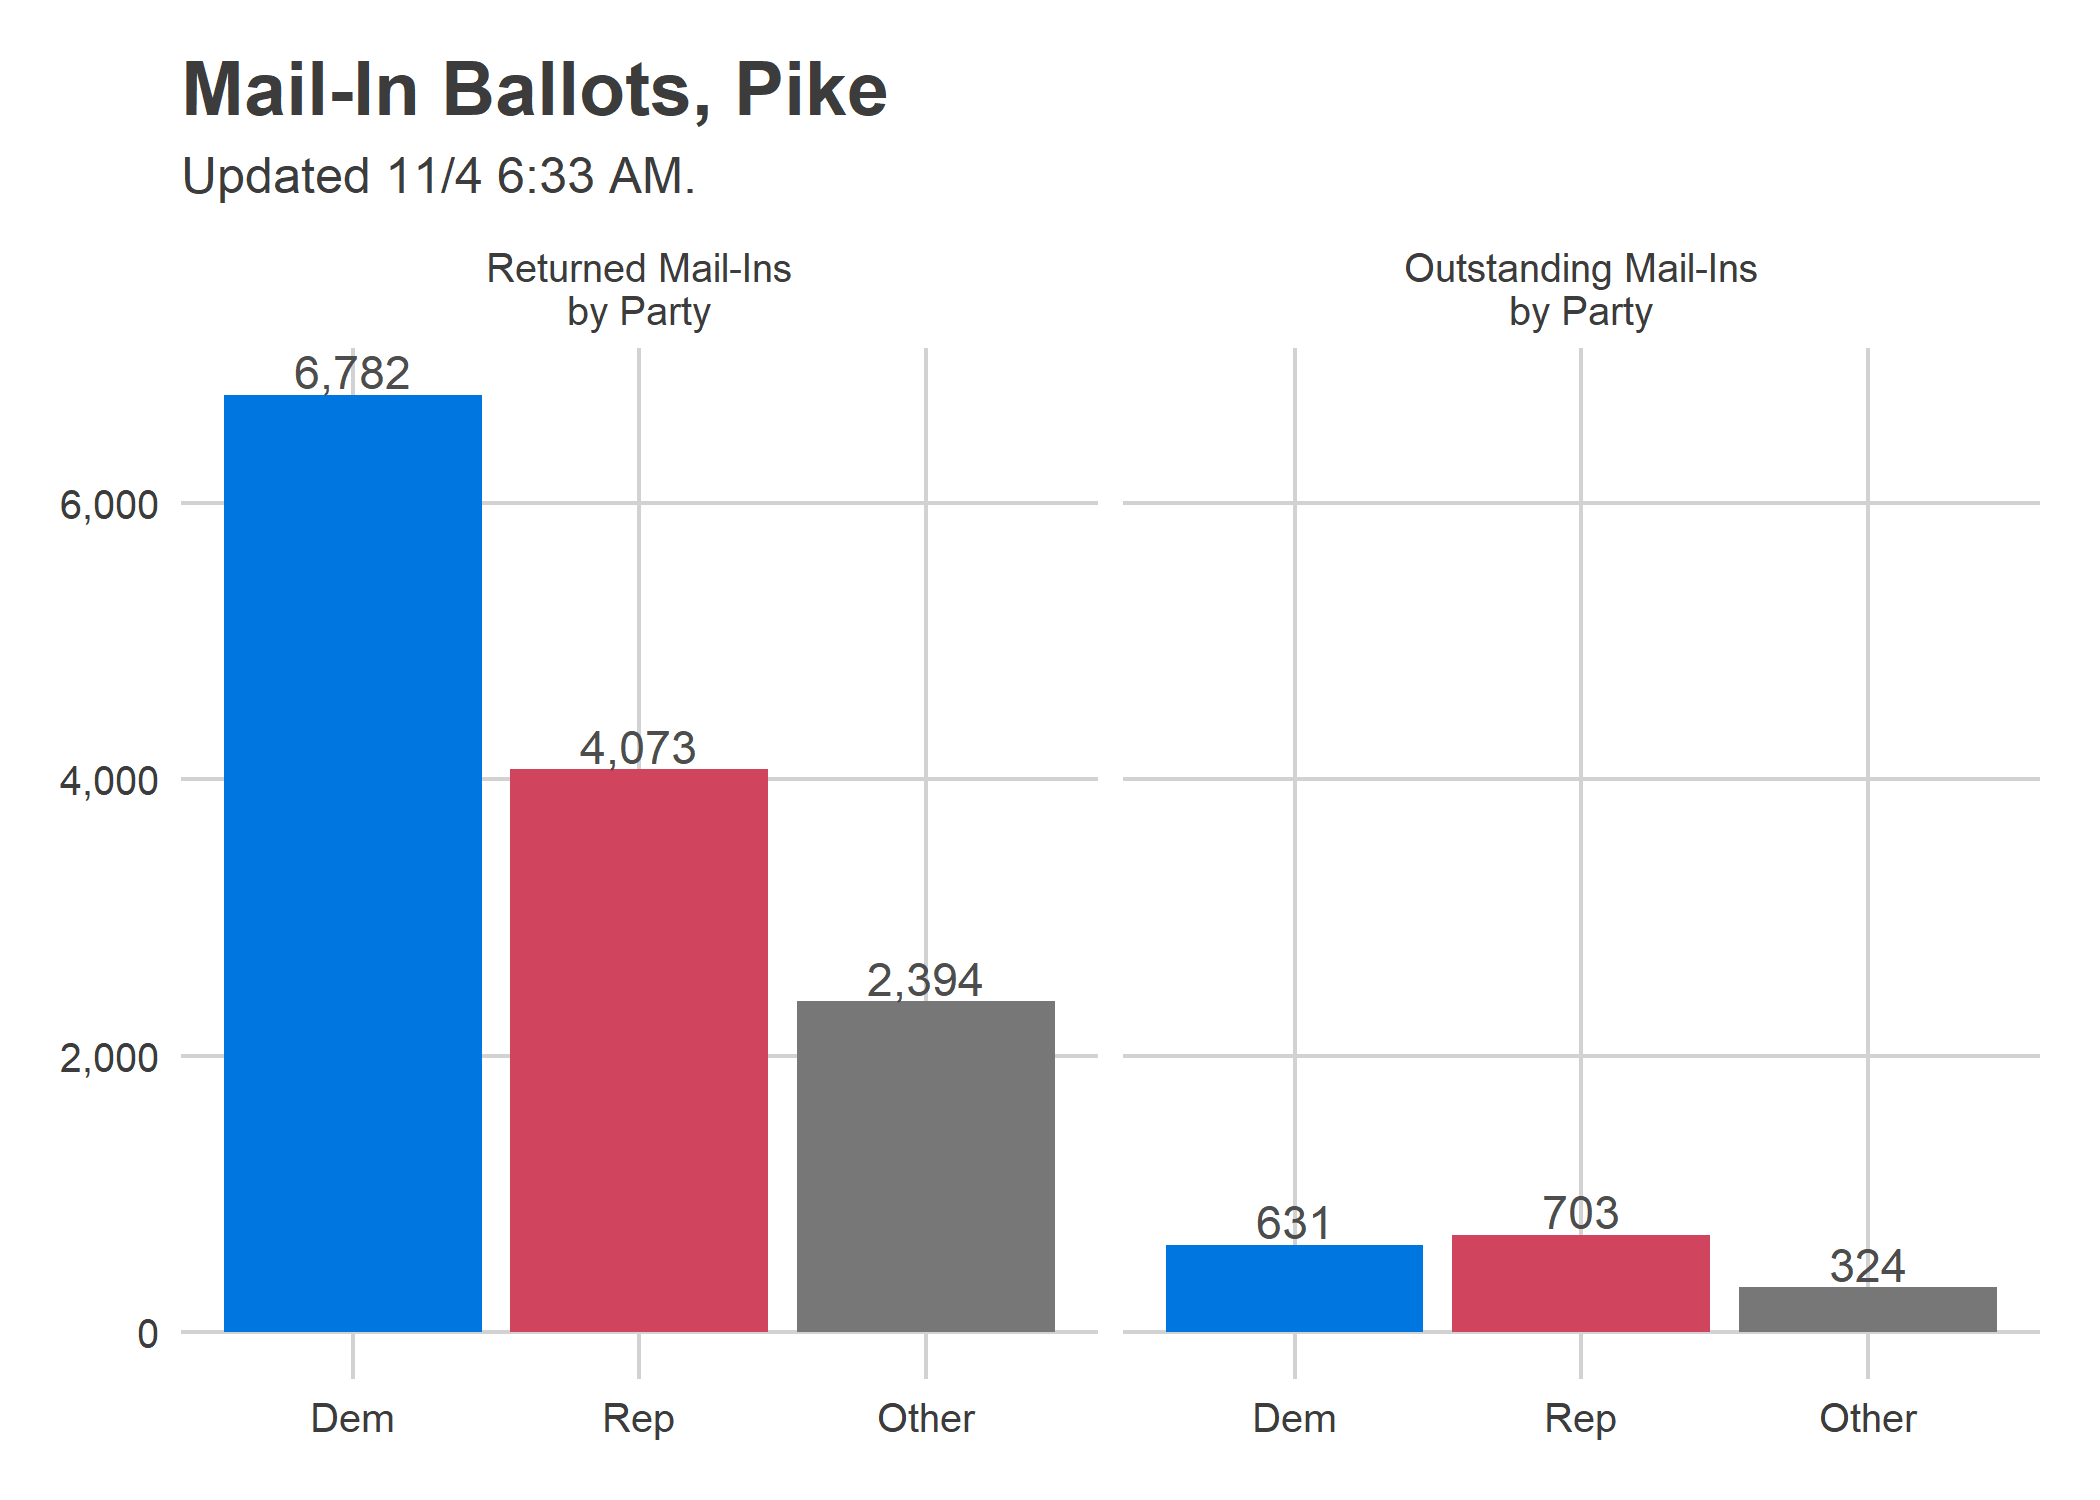 Mail-In Ballots, Pike
Updated 11/4 6:33 AM.
Returned Mail-Ins
by Party
Outstanding Mail-Ins
by Party
6,782
4,073
2,394
631
703
324
6,000
4,000
2,000
0
Dem
Rep
Other
Dem
Rep
Other